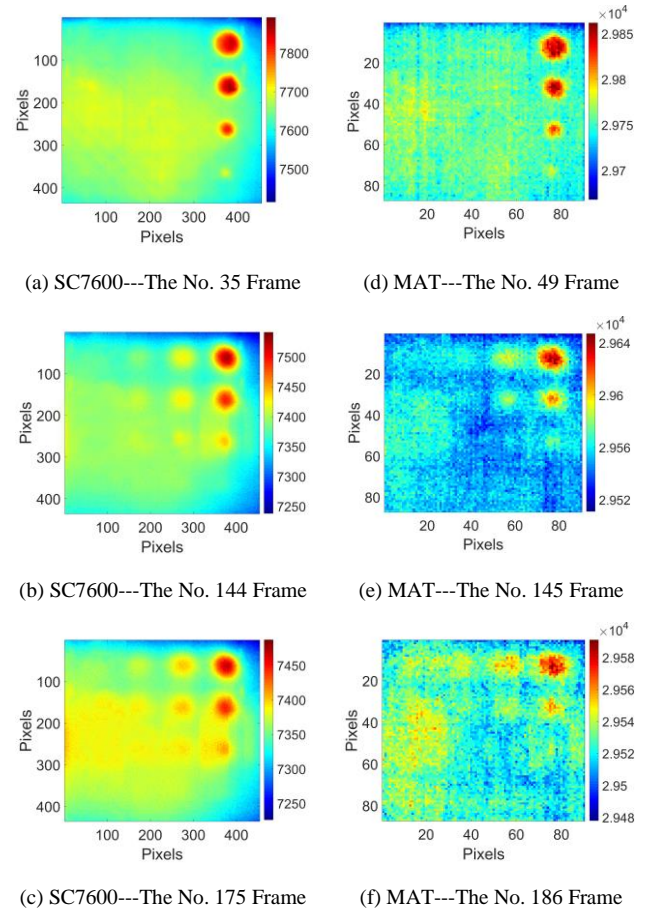 7800
7700
7600
7500
100
200
300
400
Pixels
100 200 300 400
Pixels
×10⁴
2.985
2.98
2.975
2.97
20
40
60
80
Pixels
20 40 60 80
Pixels
(a) SC7600---The No. 35 Frame
(d) MAT---The No. 49 Frame
7500
7450
7400
7350
7300
7250
100
200
300
400
Pixels
100 200 300 400
Pixels
×10⁴
2.964
2.96
2.956
2.952
20
40
60
80
Pixels
20 40 60 80
Pixels
(b) SC7600---The No. 144 Frame
(e) MAT---The No. 145 Frame
7450
7400
7350
7300
7250
100
200
300
400
Pixels
100 200 300 400
Pixels
×10⁴
2.958
2.954
2.95
2.948
20
40
60
80
Pixels
20 40 60 80
Pixels
(c) SC7600---The No. 175 Frame
(f) MAT---The No. 186 Frame